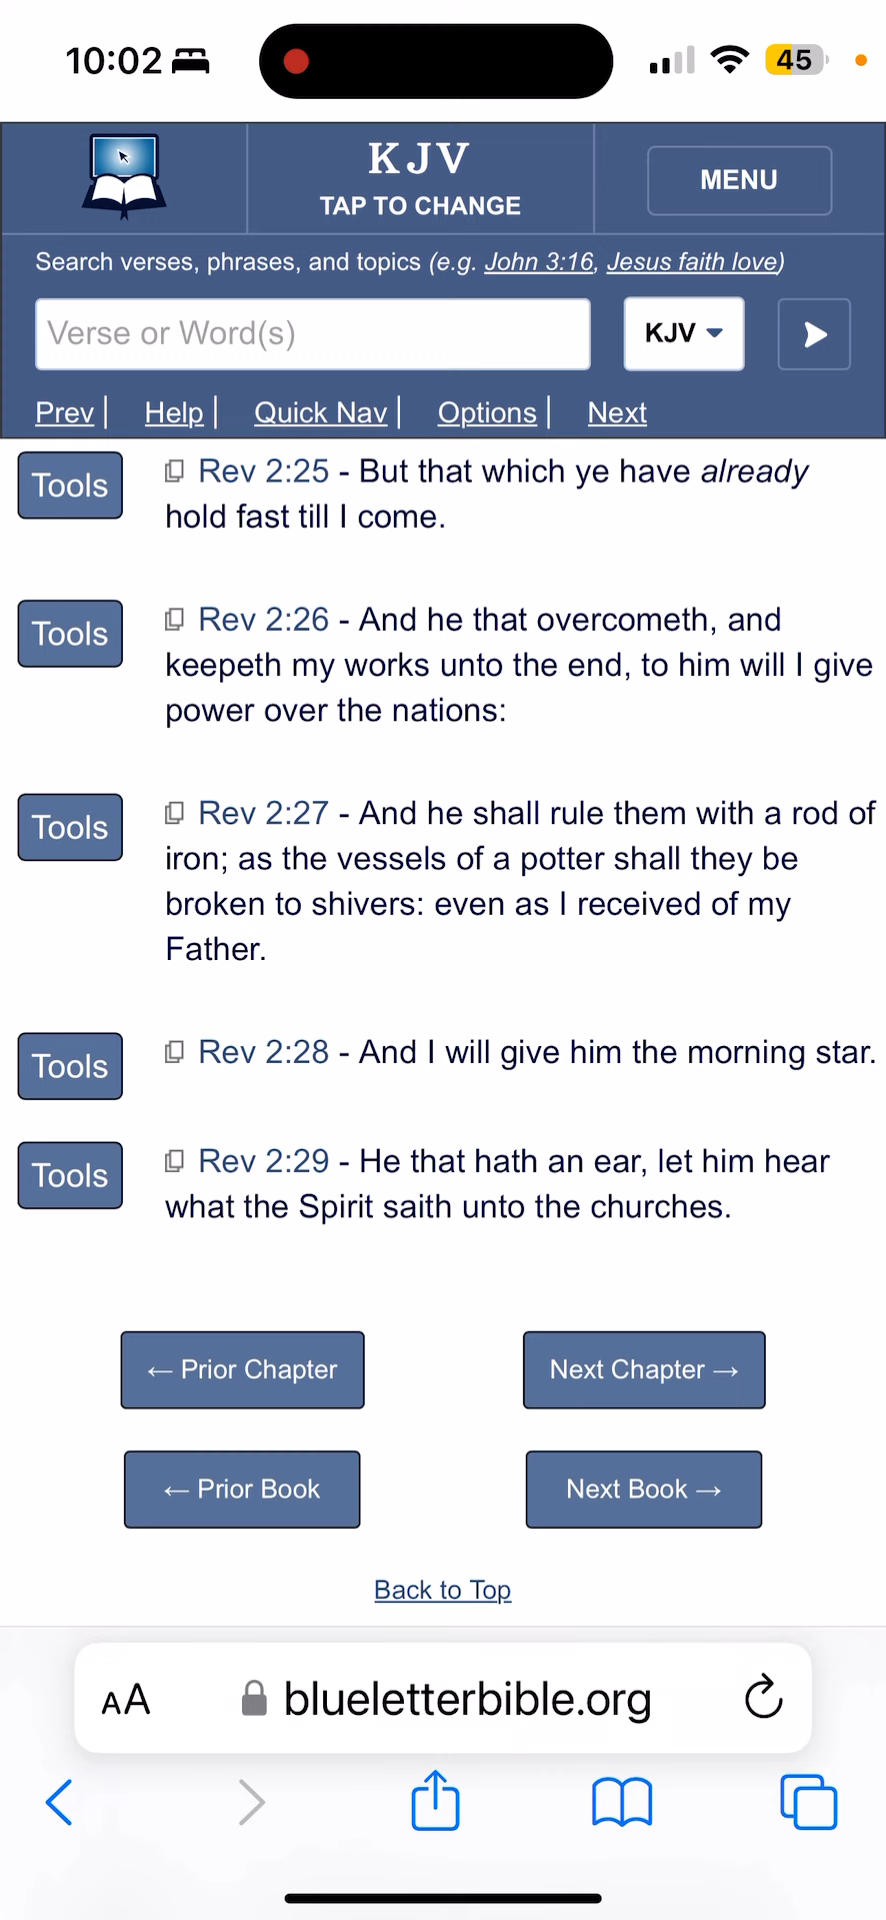 10:02
45
KJV
TAP TO CHANGE
MENU
Search verses, phrases, and topics (e.g. John 3:16, Jesus faith love)
Verse or Word(s)
KJV
Prev | Help | Quick Nav | Options | Next
Tools
Rev 2:25 - But that which ye have already
hold fast till I come.
Tools
Rev 2:26 - And he that overcometh, and
keepeth my works unto the end, to him will I give
power over the nations:
Tools
Rev 2:27 - And he shall rule them with a rod of
iron; as the vessels of a potter shall they be
broken to shivers: even as I received of my
Father.
Tools
Rev 2:28 - And I will give him the morning star.
Tools
Rev 2:29 - He that hath an ear, let him hear
what the Spirit saith unto the churches.
← Prior Chapter
Next Chapter →
← Prior Book
Next Book →
Back to Top
AA
blueletterbible.org